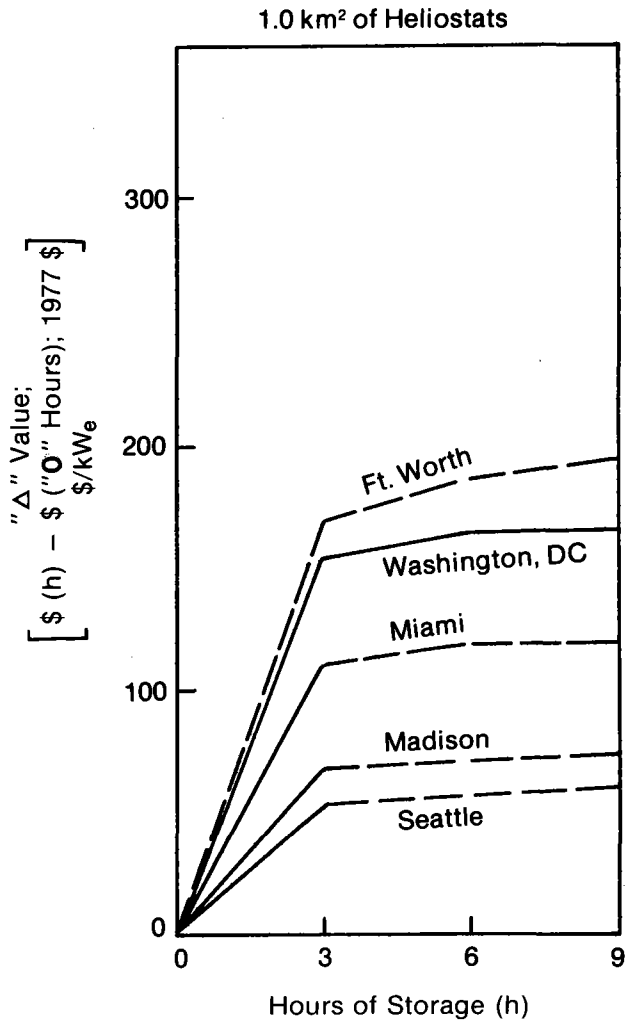 1.0 km² of Heliostats
"Δ" Value;
[$ (h) – $ ("O" Hours); 1977 $]
$/kWₑ
300
200
100
0
Ft. Worth
Washington, DC
Miami
Madison
Seattle
0 3 6 9
Hours of Storage (h)